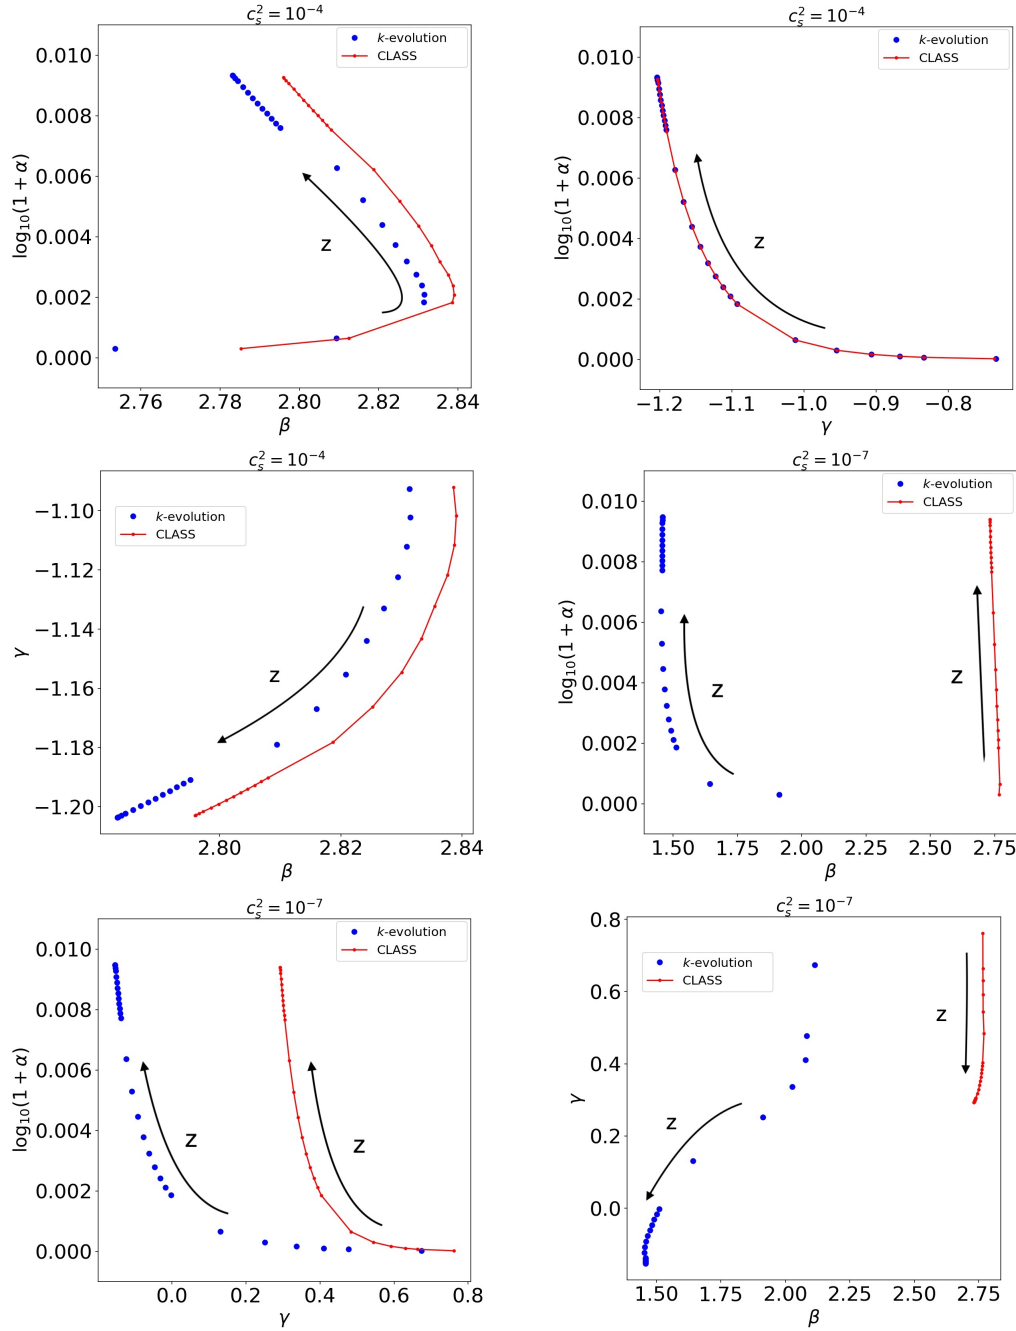 c_s^2 = 10^{-4}
k-evolution
CLASS
0.010
0.008
0.006
0.004
0.002
0.000
log_{10}(1 + α)
z
2.76 2.78 2.80 2.82 2.84
β
c_s^2 = 10^{-4}
k-evolution
CLASS
0.010
0.008
0.006
0.004
0.002
0.000
log_{10}(1 + α)
z
−1.2 −1.1 −1.0 −0.9 −0.8
γ
c_s^2 = 10^{-4}
k-evolution
CLASS
−1.10
−1.12
−1.14
−1.16
−1.18
−1.20
γ
z
2.80 2.82 2.84
β
c_s^2 = 10^{-7}
k-evolution
CLASS
0.010
0.008
0.006
0.004
0.002
0.000
log_{10}(1 + α)
z
z
1.50 1.75 2.00 2.25 2.50 2.75
β
c_s^2 = 10^{-7}
k-evolution
CLASS
0.010
0.008
0.006
0.004
0.002
0.000
log_{10}(1 + α)
z
z
0.0 0.2 0.4 0.6 0.8
γ
c_s^2 = 10^{-7}
k-evolution
CLASS
0.8
0.6
0.4
0.2
0.0
γ
z
z
1.50 1.75 2.00 2.25 2.50 2.75
β